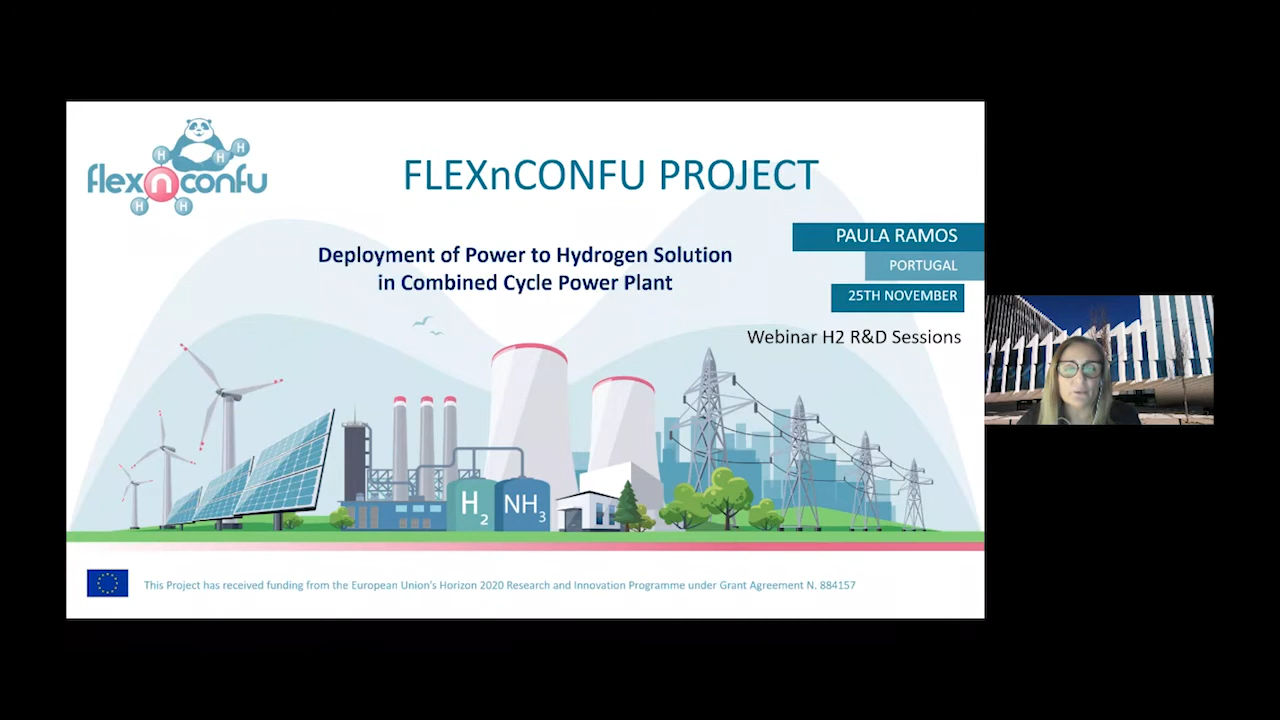 flexnconfu
H
H
H
H
H
FLEXnCONFU PROJECT
Deployment of Power to Hydrogen Solution
in Combined Cycle Power Plant
PAULA RAMOS
PORTUGAL
25TH NOVEMBER
Webinar H2 R&D Sessions
H2
NH3
This Project has received funding from the European Union's Horizon 2020 Research and Innovation Programme under Grant Agreement N. 884157